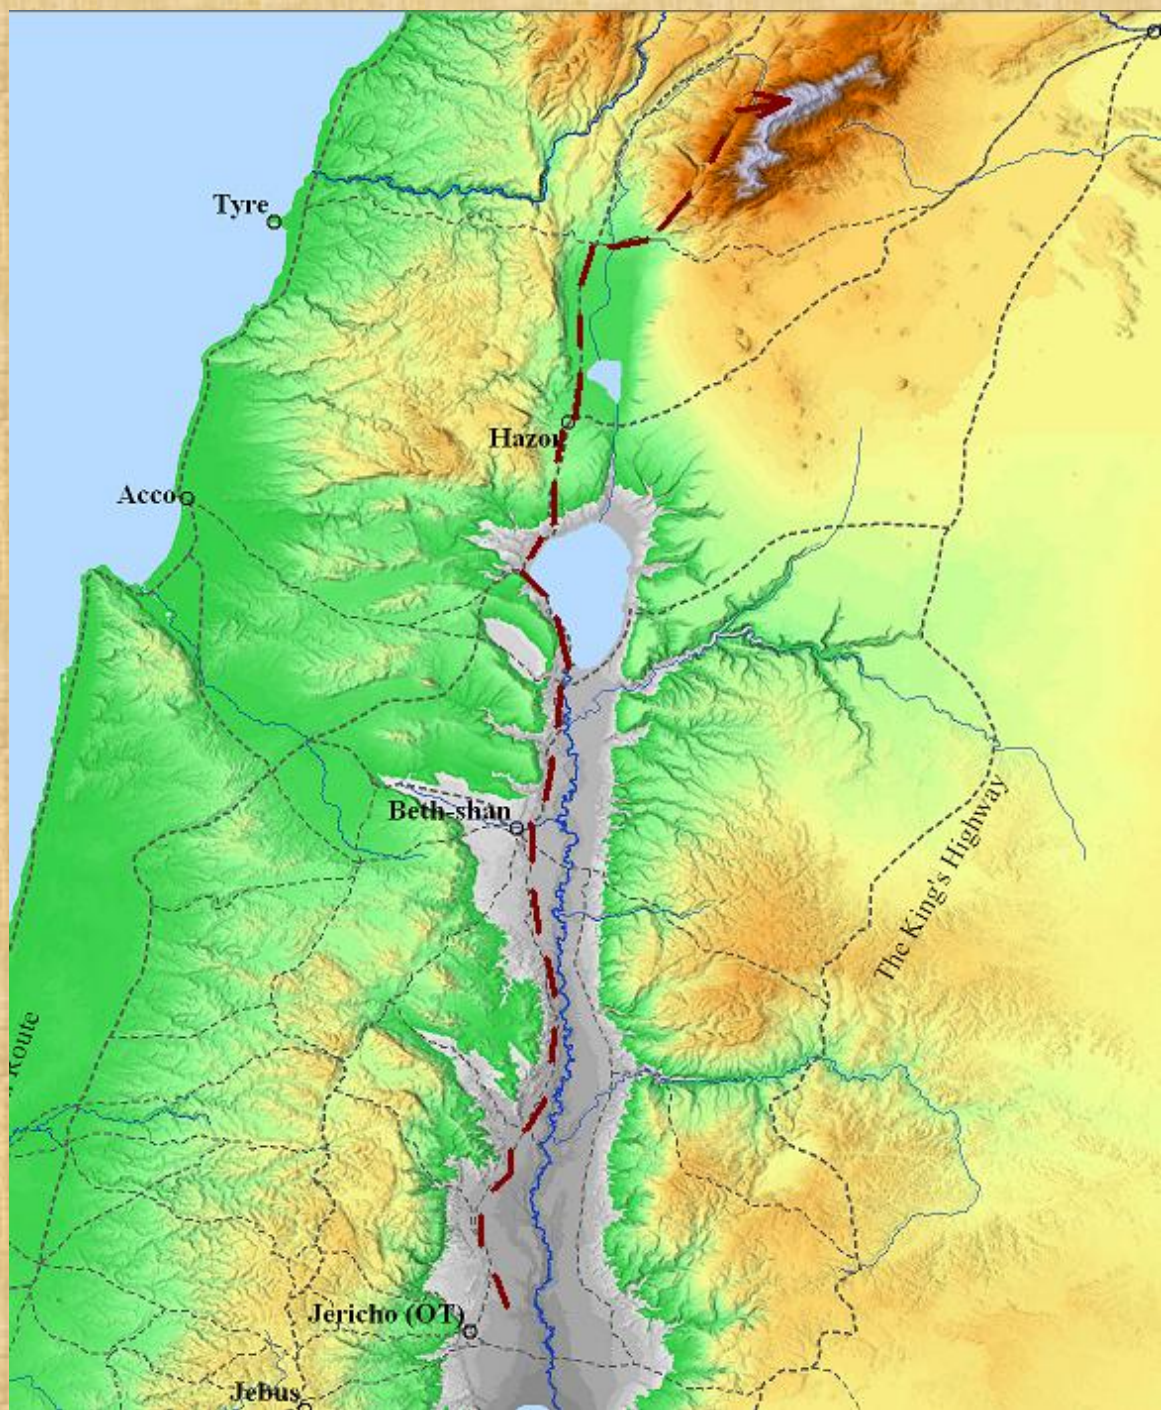 Tyre
Hazor
Acco
Beth-shan
The King's Highway
Route
Jericho (OT)
Jebus